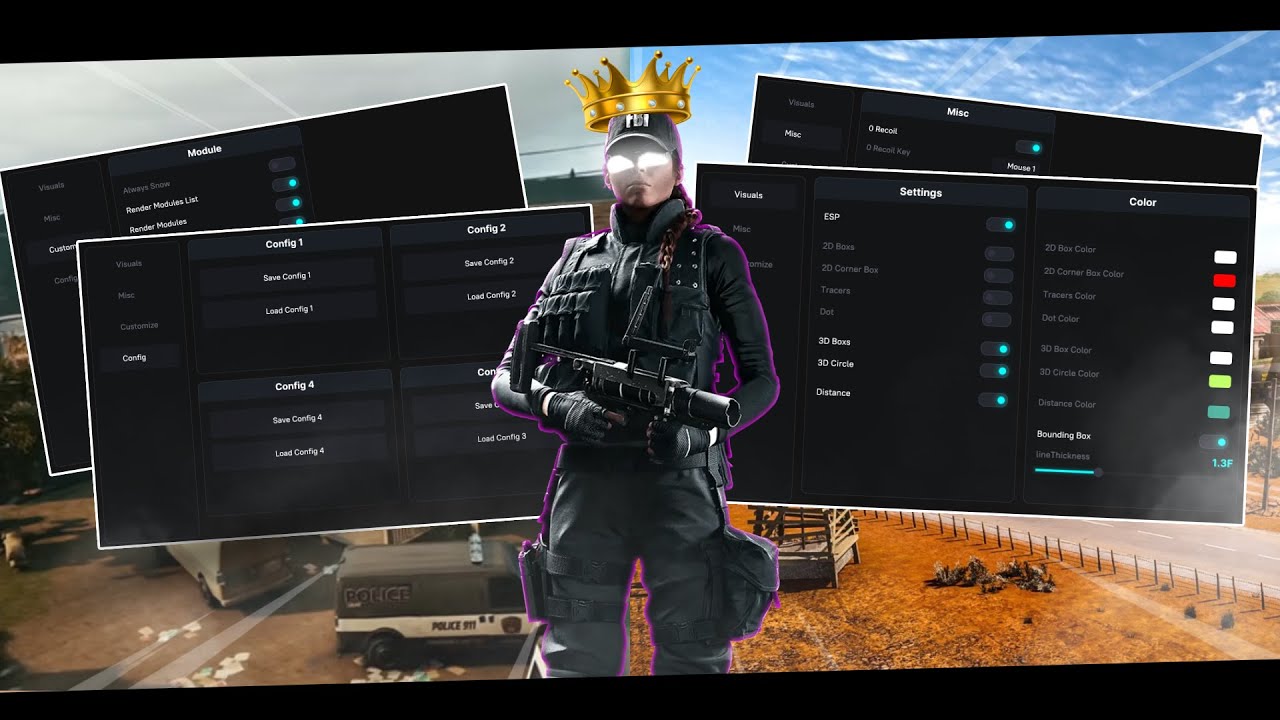 Module
Visuals
Always Snow
Misc
Render Modules List
Custom
Render Modules
Config
Config 1
Config 2
Visuals
Save Config 1
Save Config 2
Misc
Load Config 1
Load Config 2
Customize
Config
Config 4
Con
Save Config 4
Save C
Load Config 4
Load Config 3
FBI
Visuals
Misc
Misc
0 Recoil
0 Recoil Key
Mouse 1
Visuals
Settings
Color
Misc
ESP
omize
2D Boxs
2D Corner Box
Tracers
Dot
3D Boxs
3D Circle
Distance
2D Box Color
2D Corner Box Color
Tracers Color
Dot Color
3D Box Color
3D Circle Color
Distance Color
Bounding Box
lineThickness
1.3F
POLICE
POLICE 911